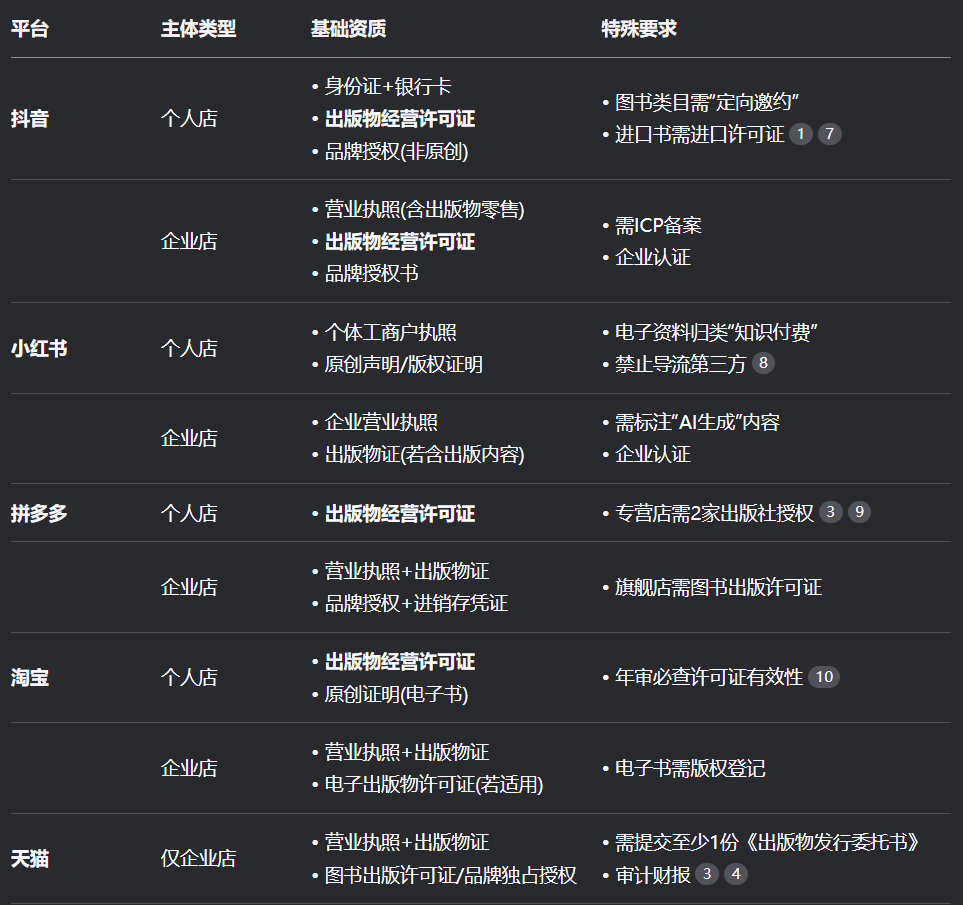 平台 主体类型 基础资质 特殊要求
抖音 个人店
• 身份证+银行卡
• 出版物经营许可证
• 品牌授权(非原创)
• 图书类目需“定向邀约”
• 进口书需进口许可证 1 7
企业店
• 营业执照(含出版物零售)
• 出版物经营许可证
• 品牌授权书
• 需ICP备案
• 企业认证
小红书 个人店
• 个体工商户执照
• 原创声明/版权证明
• 电子资料归类“知识付费”
• 禁止导流第三方 8
企业店
• 企业营业执照
• 出版物证(若含出版内容)
• 需标注“AI生成”内容
• 企业认证
拼多多 个人店
• 出版物经营许可证
• 专营店需2家出版社授权 3 9
企业店
• 营业执照+出版物证
• 品牌授权+进销存凭证
• 旗舰店需图书出版许可证
淘宝 个人店
• 出版物经营许可证
• 原创证明(电子书)
• 年审必查许可证有效性 10
企业店
• 营业执照+出版物证
• 电子出版物许可证(若适用)
• 电子书需版权登记
天猫 仅企业店
• 营业执照+出版物证
• 图书出版许可证/品牌独占授权
• 需提交至少1份《出版物发行委托书》
• 审计财报 3 4